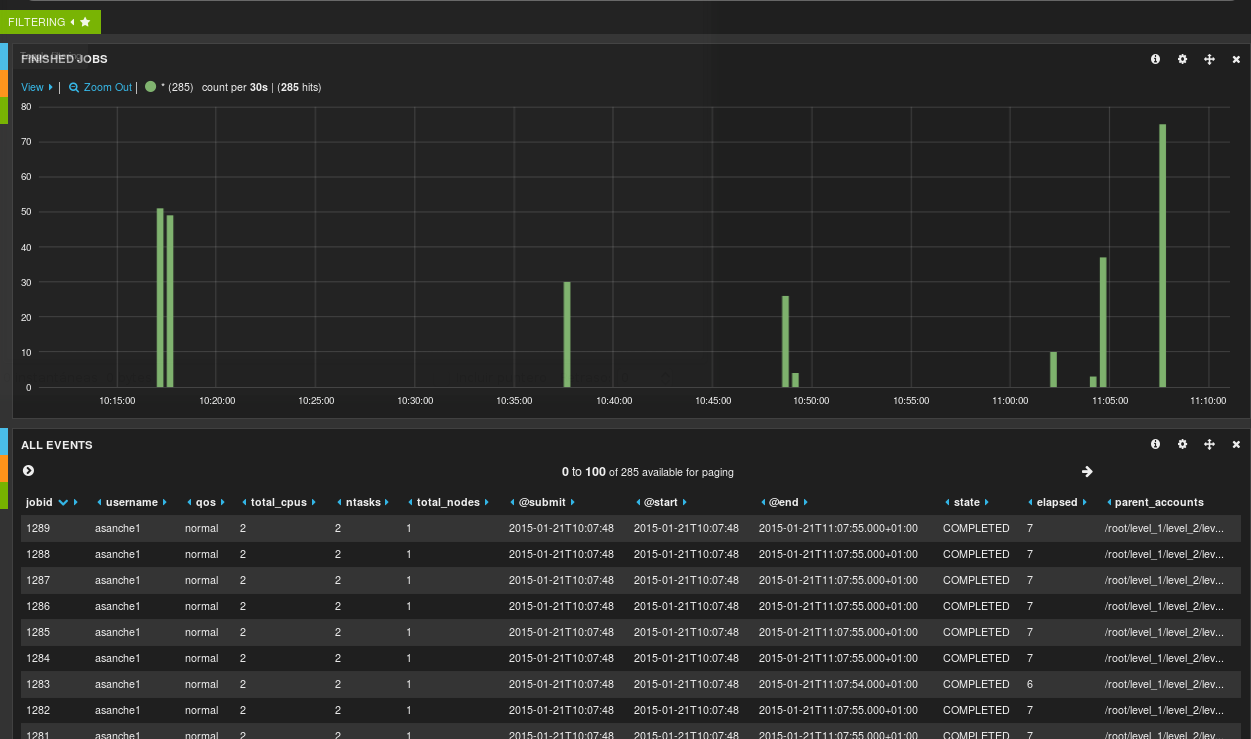 FILTERING
FINISHED JOBS
View | Zoom Out | * (285) count per 30s | (285 hits)
80
70
60
50
40
30
20
10
0
10:15:00 10:20:00 10:25:00 10:30:00 10:35:00 10:40:00 10:45:00 10:50:00 10:55:00 11:00:00 11:05:00 11:10:00
ALL EVENTS
0 to 100 of 285 available for paging
jobid username qos total_cpus ntasks total_nodes @submit @start @end state elapsed parent_accounts
1289 asanche1 normal 2 2 1 2015-01-21T10:07:48 2015-01-21T10:07:48 2015-01-21T11:07:55.000+01:00 COMPLETED 7 /root/level_1/level_2/lev...
1288 asanche1 normal 2 2 1 2015-01-21T10:07:48 2015-01-21T10:07:48 2015-01-21T11:07:55.000+01:00 COMPLETED 7 /root/level_1/level_2/lev...
1287 asanche1 normal 2 2 1 2015-01-21T10:07:48 2015-01-21T10:07:48 2015-01-21T11:07:55.000+01:00 COMPLETED 7 /root/level_1/level_2/lev...
1286 asanche1 normal 2 2 1 2015-01-21T10:07:48 2015-01-21T10:07:48 2015-01-21T11:07:55.000+01:00 COMPLETED 7 /root/level_1/level_2/lev...
1285 asanche1 normal 2 2 1 2015-01-21T10:07:48 2015-01-21T10:07:48 2015-01-21T11:07:55.000+01:00 COMPLETED 7 /root/level_1/level_2/lev...
1284 asanche1 normal 2 2 1 2015-01-21T10:07:48 2015-01-21T10:07:48 2015-01-21T11:07:55.000+01:00 COMPLETED 7 /root/level_1/level_2/lev...
1283 asanche1 normal 2 2 1 2015-01-21T10:07:48 2015-01-21T10:07:48 2015-01-21T11:07:54.000+01:00 COMPLETED 6 /root/level_1/level_2/lev...
1282 asanche1 normal 2 2 1 2015-01-21T10:07:48 2015-01-21T10:07:48 2015-01-21T11:07:55.000+01:00 COMPLETED 7 /root/level_1/level_2/lev...
1281 asanche1 normal 2 2 1 2015-01-21T10:07:48 2015-01-21T10:07:48 2015-01-21T11:07:55.000+01:00 COMPLETED 7 /root/level_1/level_2/lev...